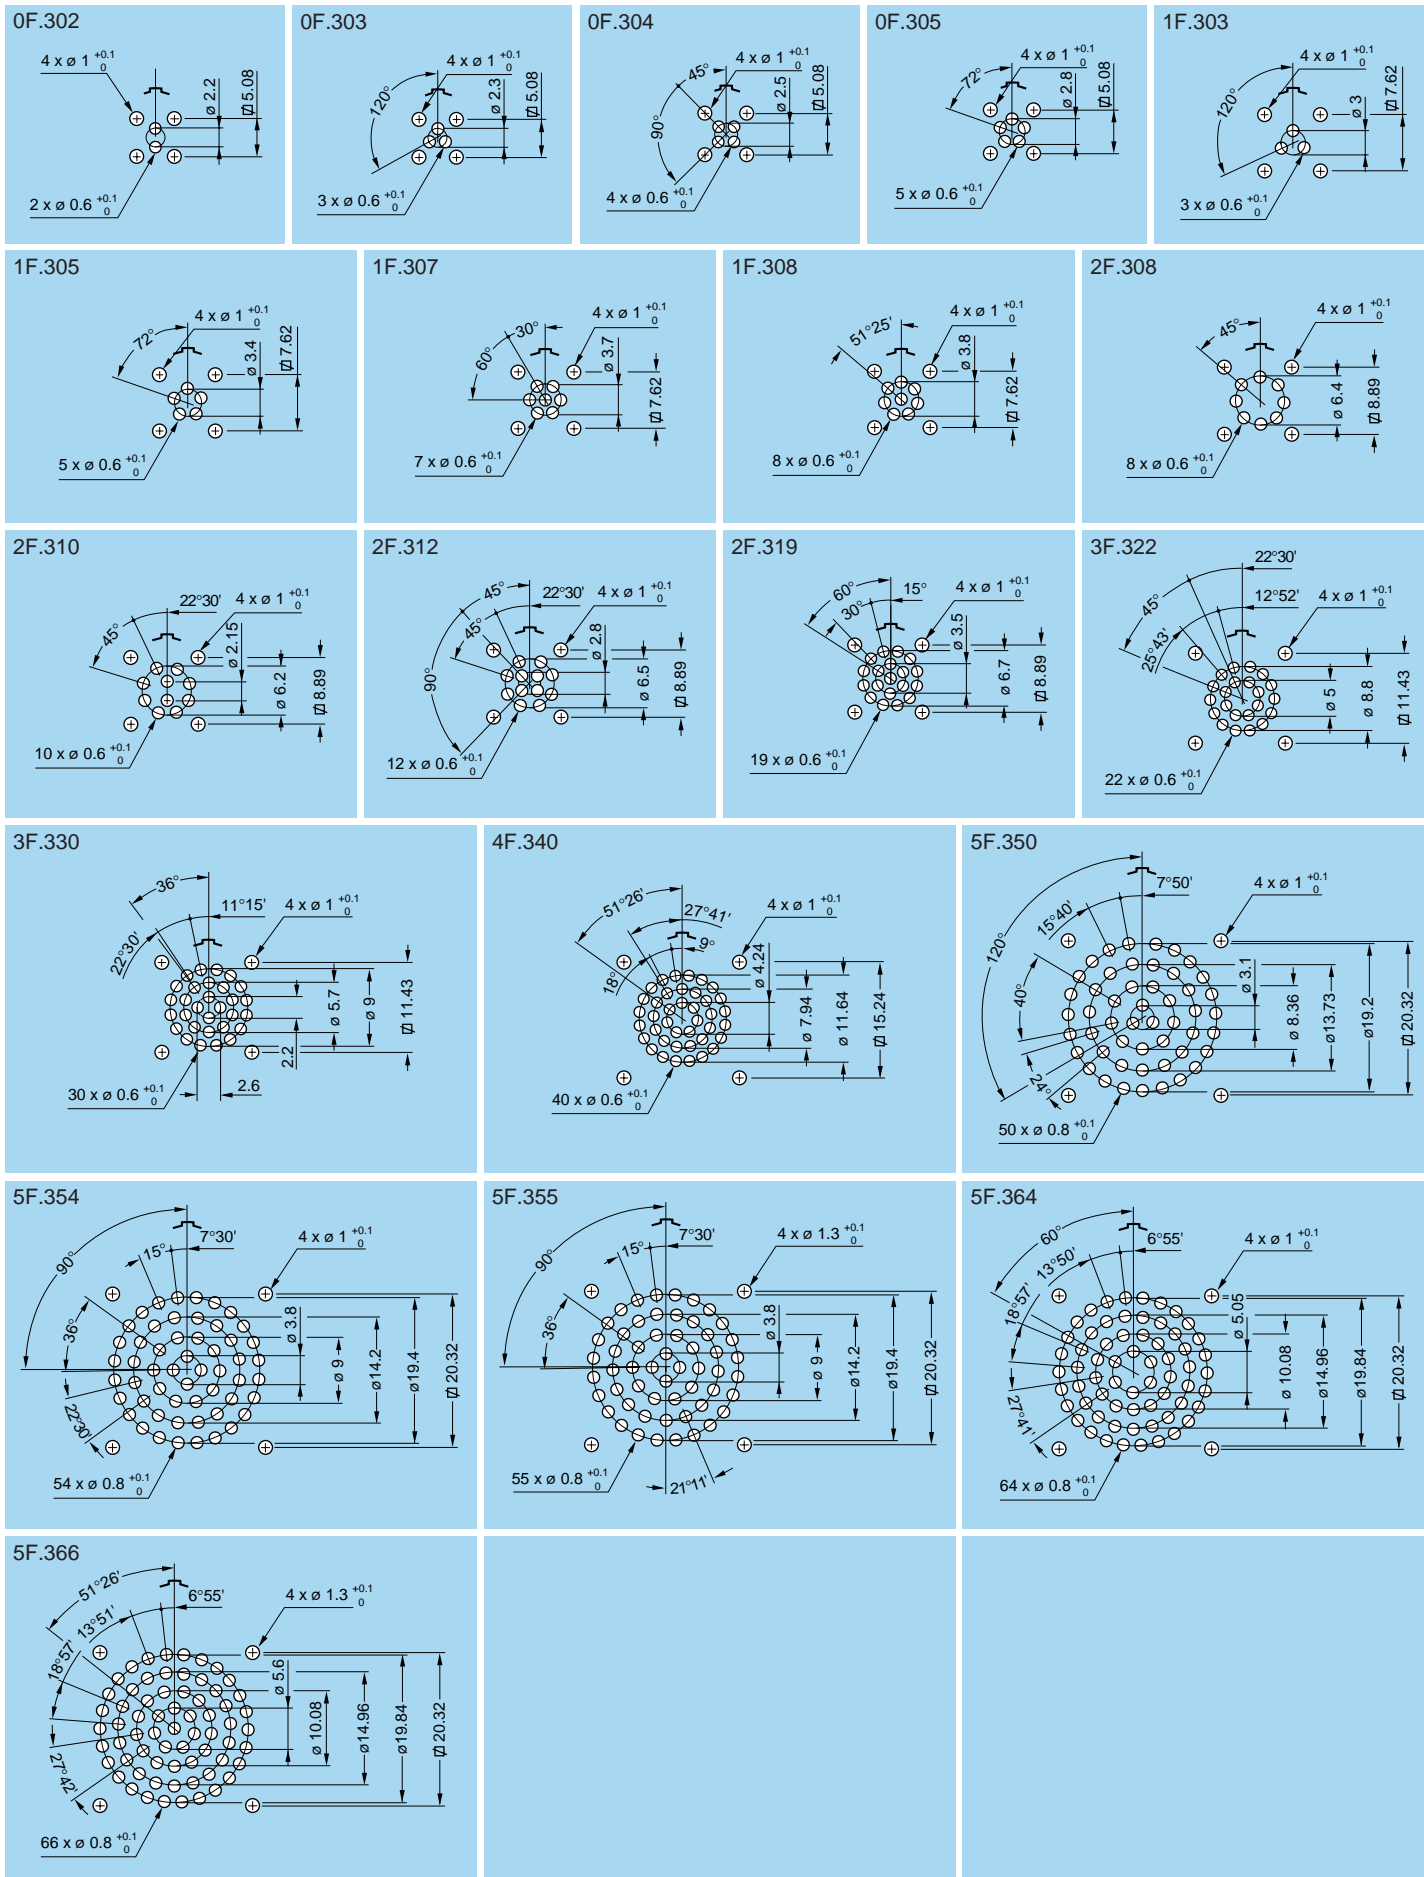 0F.302
4 x ø 1 +0.1 0
ø 2.2
5.08
2 x ø 0.6 +0.1 0
0F.303
120°
4 x ø 1 +0.1 0
ø 2.3
5.08
3 x ø 0.6 +0.1 0
0F.304
45°
90°
4 x ø 1 +0.1 0
ø 2.5
5.08
4 x ø 0.6 +0.1 0
0F.305
72°
4 x ø 1 +0.1 0
ø 2.8
5.08
5 x ø 0.6 +0.1 0
1F.303
120°
4 x ø 1 +0.1 0
ø 3
7.62
3 x ø 0.6 +0.1 0
1F.305
72°
4 x ø 1 +0.1 0
ø 3.4
7.62
5 x ø 0.6 +0.1 0
1F.307
30°
60°
4 x ø 1 +0.1 0
ø 3.7
7.62
7 x ø 0.6 +0.1 0
1F.308
51°25'
4 x ø 1 +0.1 0
ø 3.8
7.62
8 x ø 0.6 +0.1 0
2F.308
45°
4 x ø 1 +0.1 0
ø 6.4
8.89
8 x ø 0.6 +0.1 0
2F.310
22°30'
45°
4 x ø 1 +0.1 0
ø 2.15
ø 6.2
8.89
10 x ø 0.6 +0.1 0
2F.312
45°
22°30'
45°
90°
4 x ø 1 +0.1 0
ø 2.8
ø 6.5
8.89
12 x ø 0.6 +0.1 0
2F.319
60°
30°
15°
4 x ø 1 +0.1 0
ø 3.5
ø 6.7
8.89
19 x ø 0.6 +0.1 0
3F.322
22°30'
45°
12°52'
25°43'
4 x ø 1 +0.1 0
ø 5
ø 8.8
11.43
22 x ø 0.6 +0.1 0
3F.330
36°
11°15'
22°30'
4 x ø 1 +0.1 0
2.2
ø 5.7
ø 9
11.43
2.6
30 x ø 0.6 +0.1 0
4F.340
51°26'
27°41'
9°
18°
4 x ø 1 +0.1 0
ø 4.24
ø 7.94
ø 11.64
15.24
40 x ø 0.6 +0.1 0
5F.350
120°
7°50'
15°40'
40°
24°
4 x ø 1 +0.1 0
ø 3.1
ø 8.36
ø13.73
ø19.2
20.32
50 x ø 0.8 +0.1 0
5F.354
90°
15°
7°30'
36°
22°30'
4 x ø 1 +0.1 0
ø 3.8
ø 9
ø14.2
ø19.4
20.32
54 x ø 0.8 +0.1 0
5F.355
90°
15°
7°30'
36°
4 x ø 1.3 +0.1 0
ø 3.8
ø 9
ø14.2
ø19.4
20.32
55 x ø 0.8 +0.1 0
21°11'
5F.364
60°
6°55'
13°50'
18°57'
27°41'
4 x ø 1 +0.1 0
ø 5.05
ø 10.08
ø14.96
ø19.84
20.32
64 x ø 0.8 +0.1 0
5F.366
51°26'
6°55'
13°51'
18°57'
27°42'
4 x ø 1.3 +0.1 0
ø 5.6
ø 10.08
ø14.96
ø19.84
20.32
66 x ø 0.8 +0.1 0